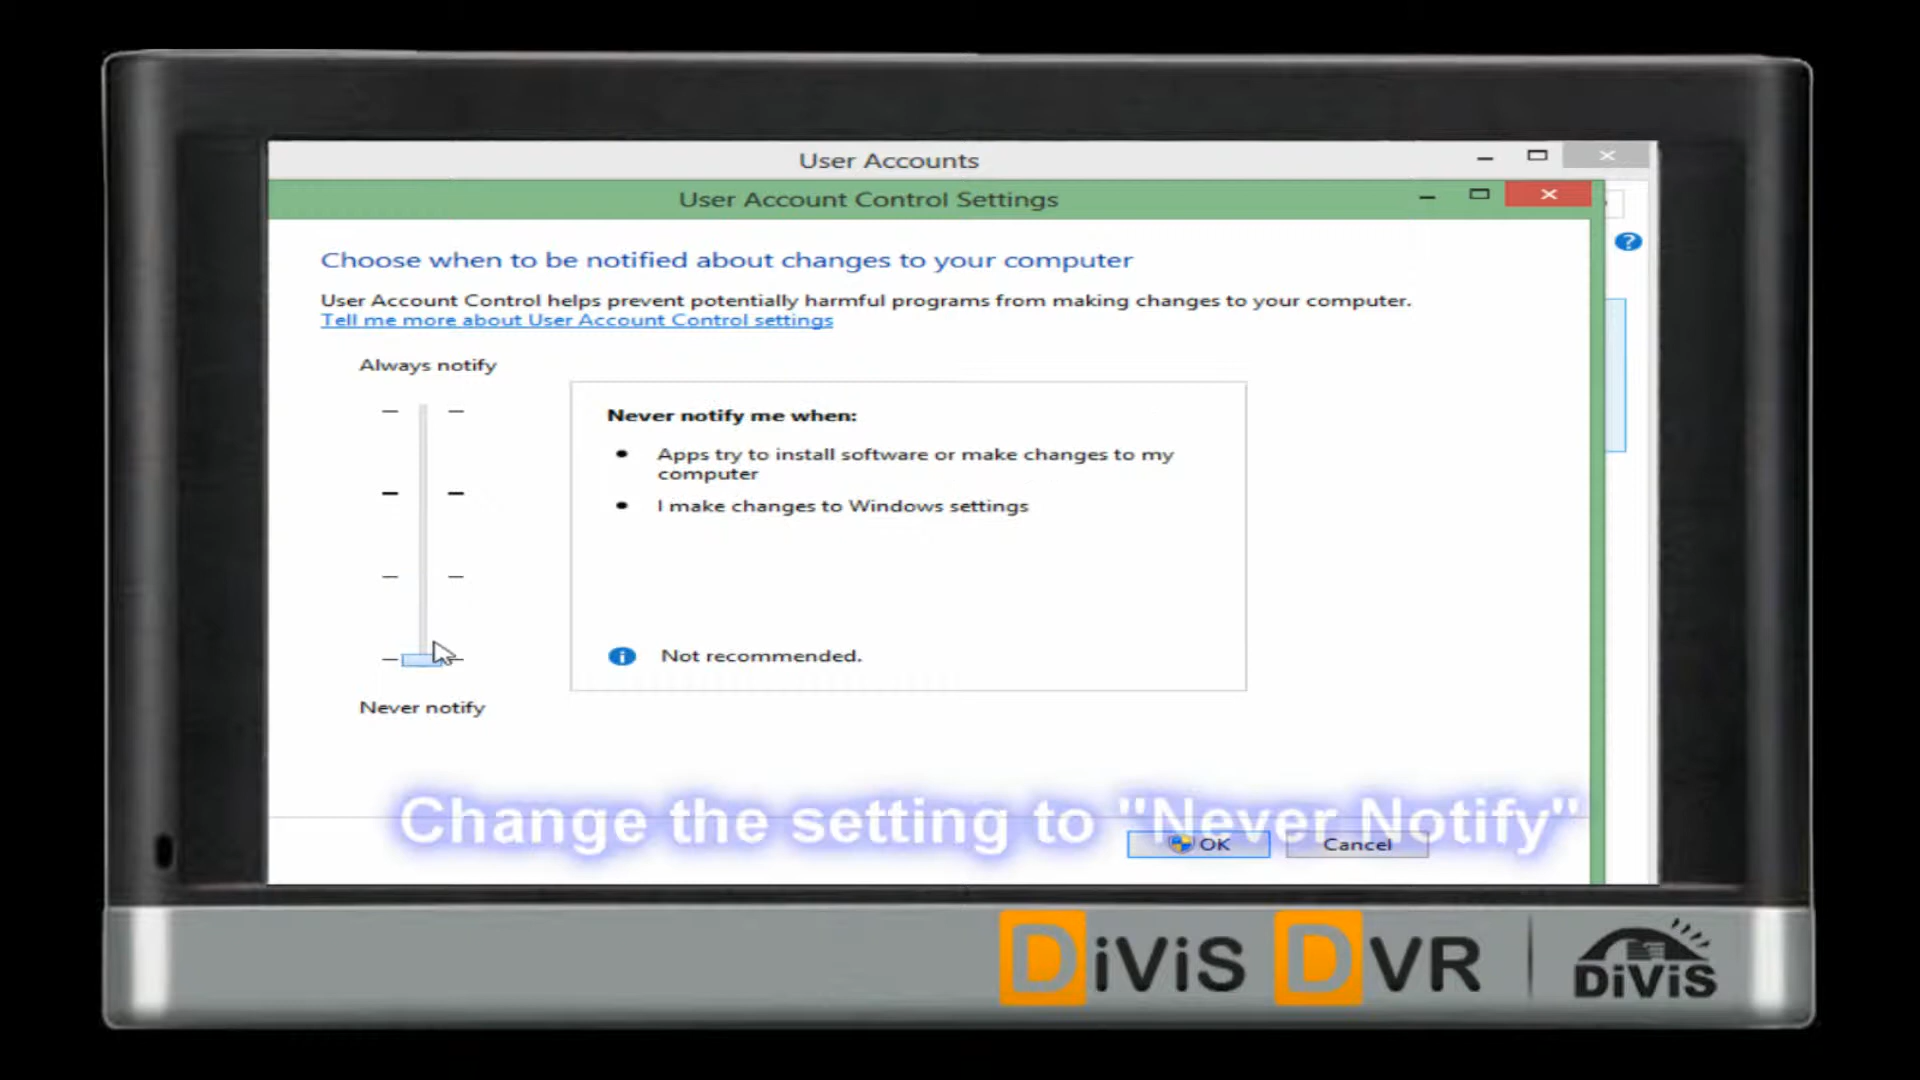 User Accounts
User Account Control Settings
Choose when to be notified about changes to your computer
User Account Control helps prevent potentially harmful programs from making changes to your computer.
Tell me more about User Account Control settings
Always notify
Never notify me when:
Apps try to install software or make changes to my
computer
I make changes to Windows settings
Not recommended.
Never notify
Change the setting to "Never Notify"
OK
Cancel
DiViS DVR
DiViS